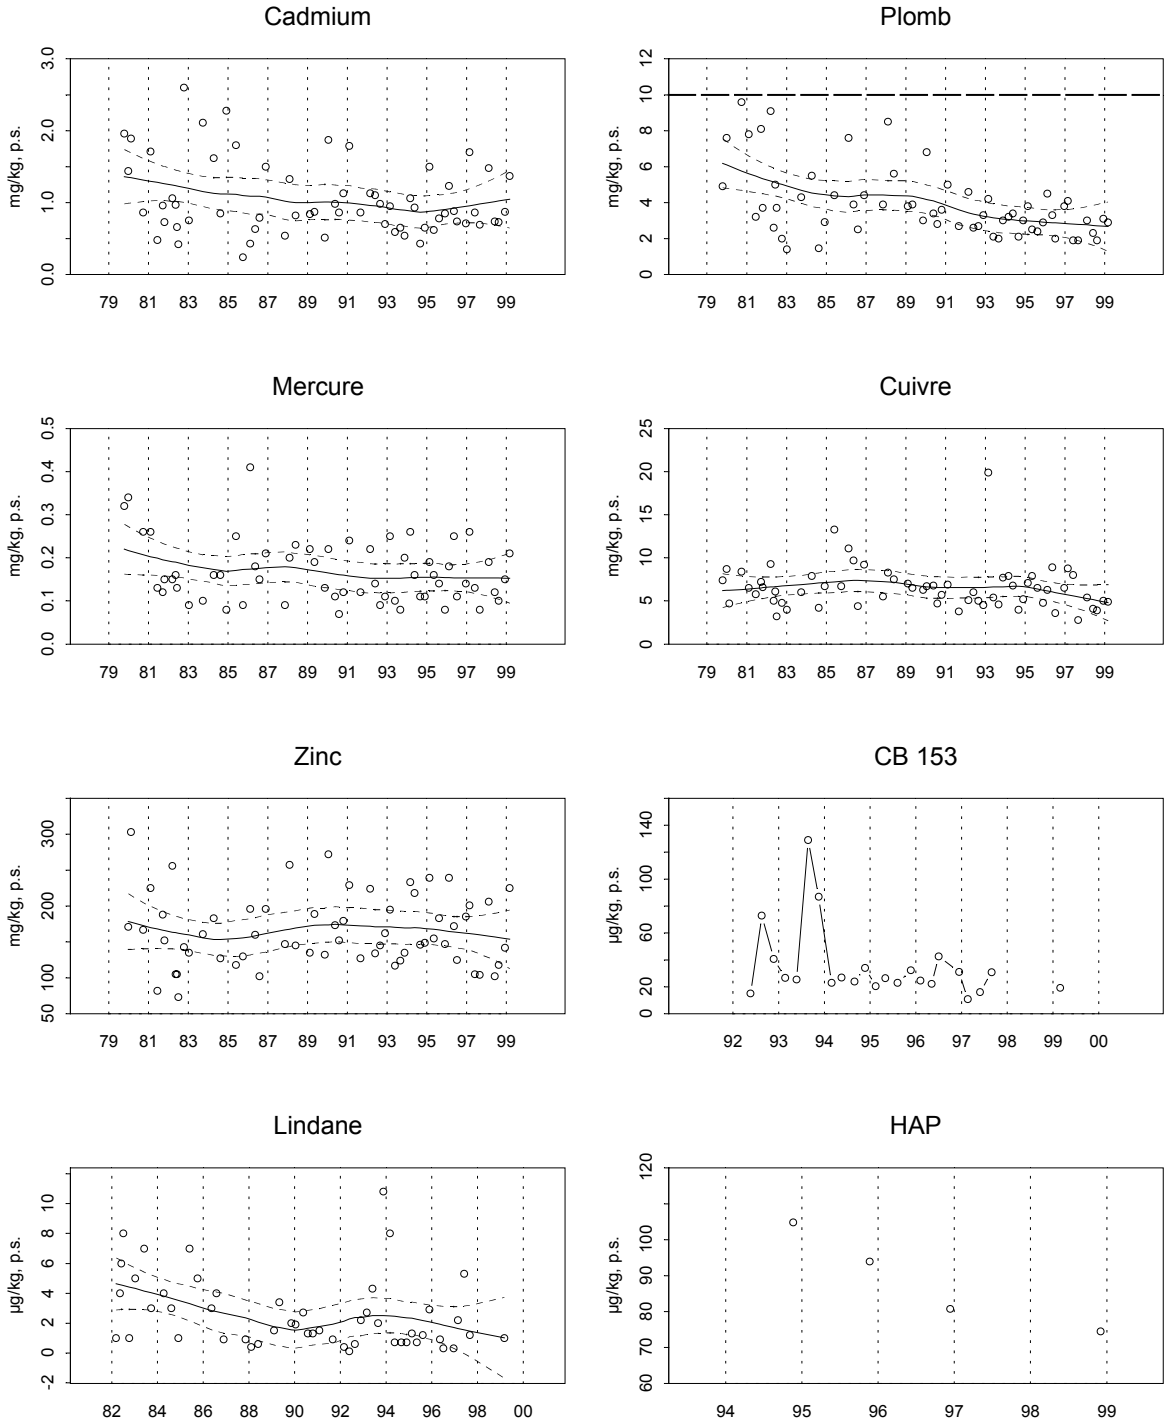 Cadmium
mg/kg, p.s.
0.0 1.0 2.0 3.0
79 81 83 85 87 89 91 93 95 97 99
Plomb
mg/kg, p.s.
0 2 4 6 8 10 12
79 81 83 85 87 89 91 93 95 97 99
Mercure
mg/kg, p.s.
0.0 0.1 0.2 0.3 0.4 0.5
79 81 83 85 87 89 91 93 95 97 99
Cuivre
mg/kg, p.s.
0 5 10 15 20 25
79 81 83 85 87 89 91 93 95 97 99
Zinc
mg/kg, p.s.
50 100 200 300
79 81 83 85 87 89 91 93 95 97 99
CB 153
µg/kg, p.s.
0 20 60 100 140
92 93 94 95 96 97 98 99 00
Lindane
µg/kg, p.s.
-2 0 2 4 6 8 10
82 84 86 88 90 92 94 96 98 00
HAP
µg/kg, p.s.
60 70 80 90 100 120
94 95 96 98 98 99